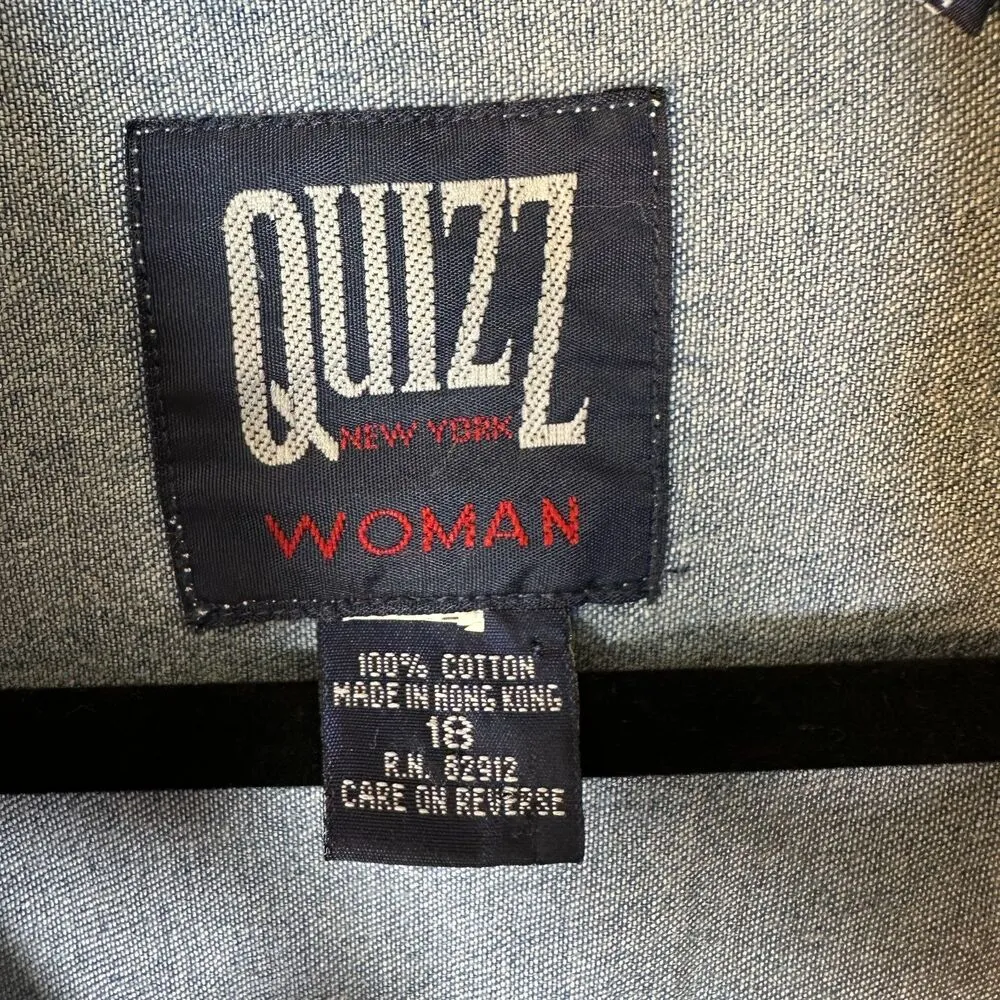 QUIZZ
NEW YORK
WOMAN
100% COTTON
MADE IN HONG KONG
18
R.N. 82912
CARE ON REVERSE